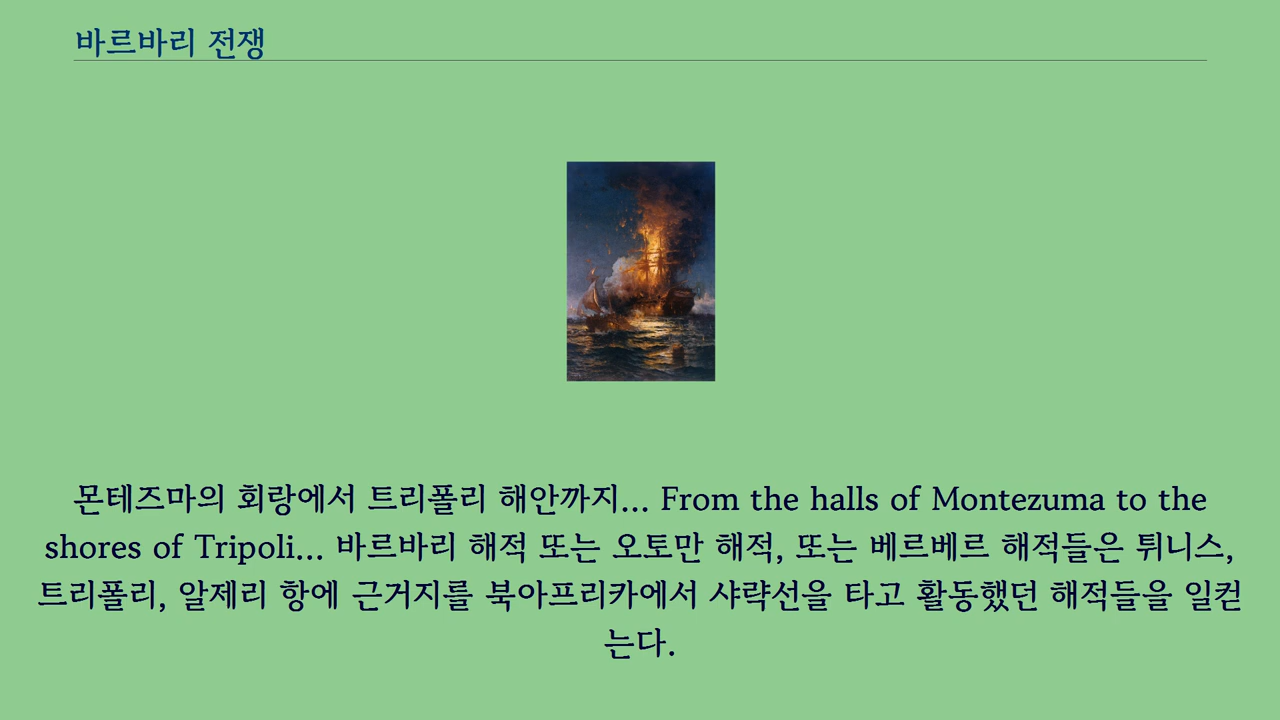 바르바리 전쟁
몬테즈마의 회랑에서 트리폴리 해안까지... From the halls of Montezuma to the
shores of Tripoli... 바르바리 해적 또는 오토만 해적, 또는 베르베르 해적들은 튀니스,
트리폴리, 알제리 항에 근거지를 북아프리카에서 샤략선을 타고 활동했던 해적들을 일컫
는다.